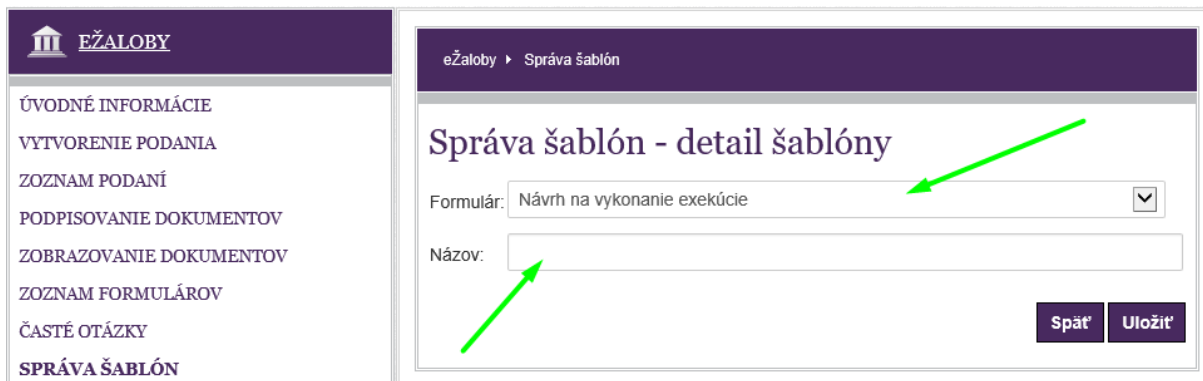 EŽALOBY
ÚVODNÉ INFORMÁCIE
VYTVORENIE PODANIA
ZOZNAM PODANÍ
PODPISOVANIE DOKUMENTOV
ZOBRAZOVANIE DOKUMENTOV
ZOZNAM FORMULÁROV
ČASTÉ OTÁZKY
SPRÁVA ŠABLÓN
eŽaloby Správa šablón
Správa šablón - detail šablóny
Formulár: Návrh na vykonanie exekúcie
Názov:
Späť Uložiť